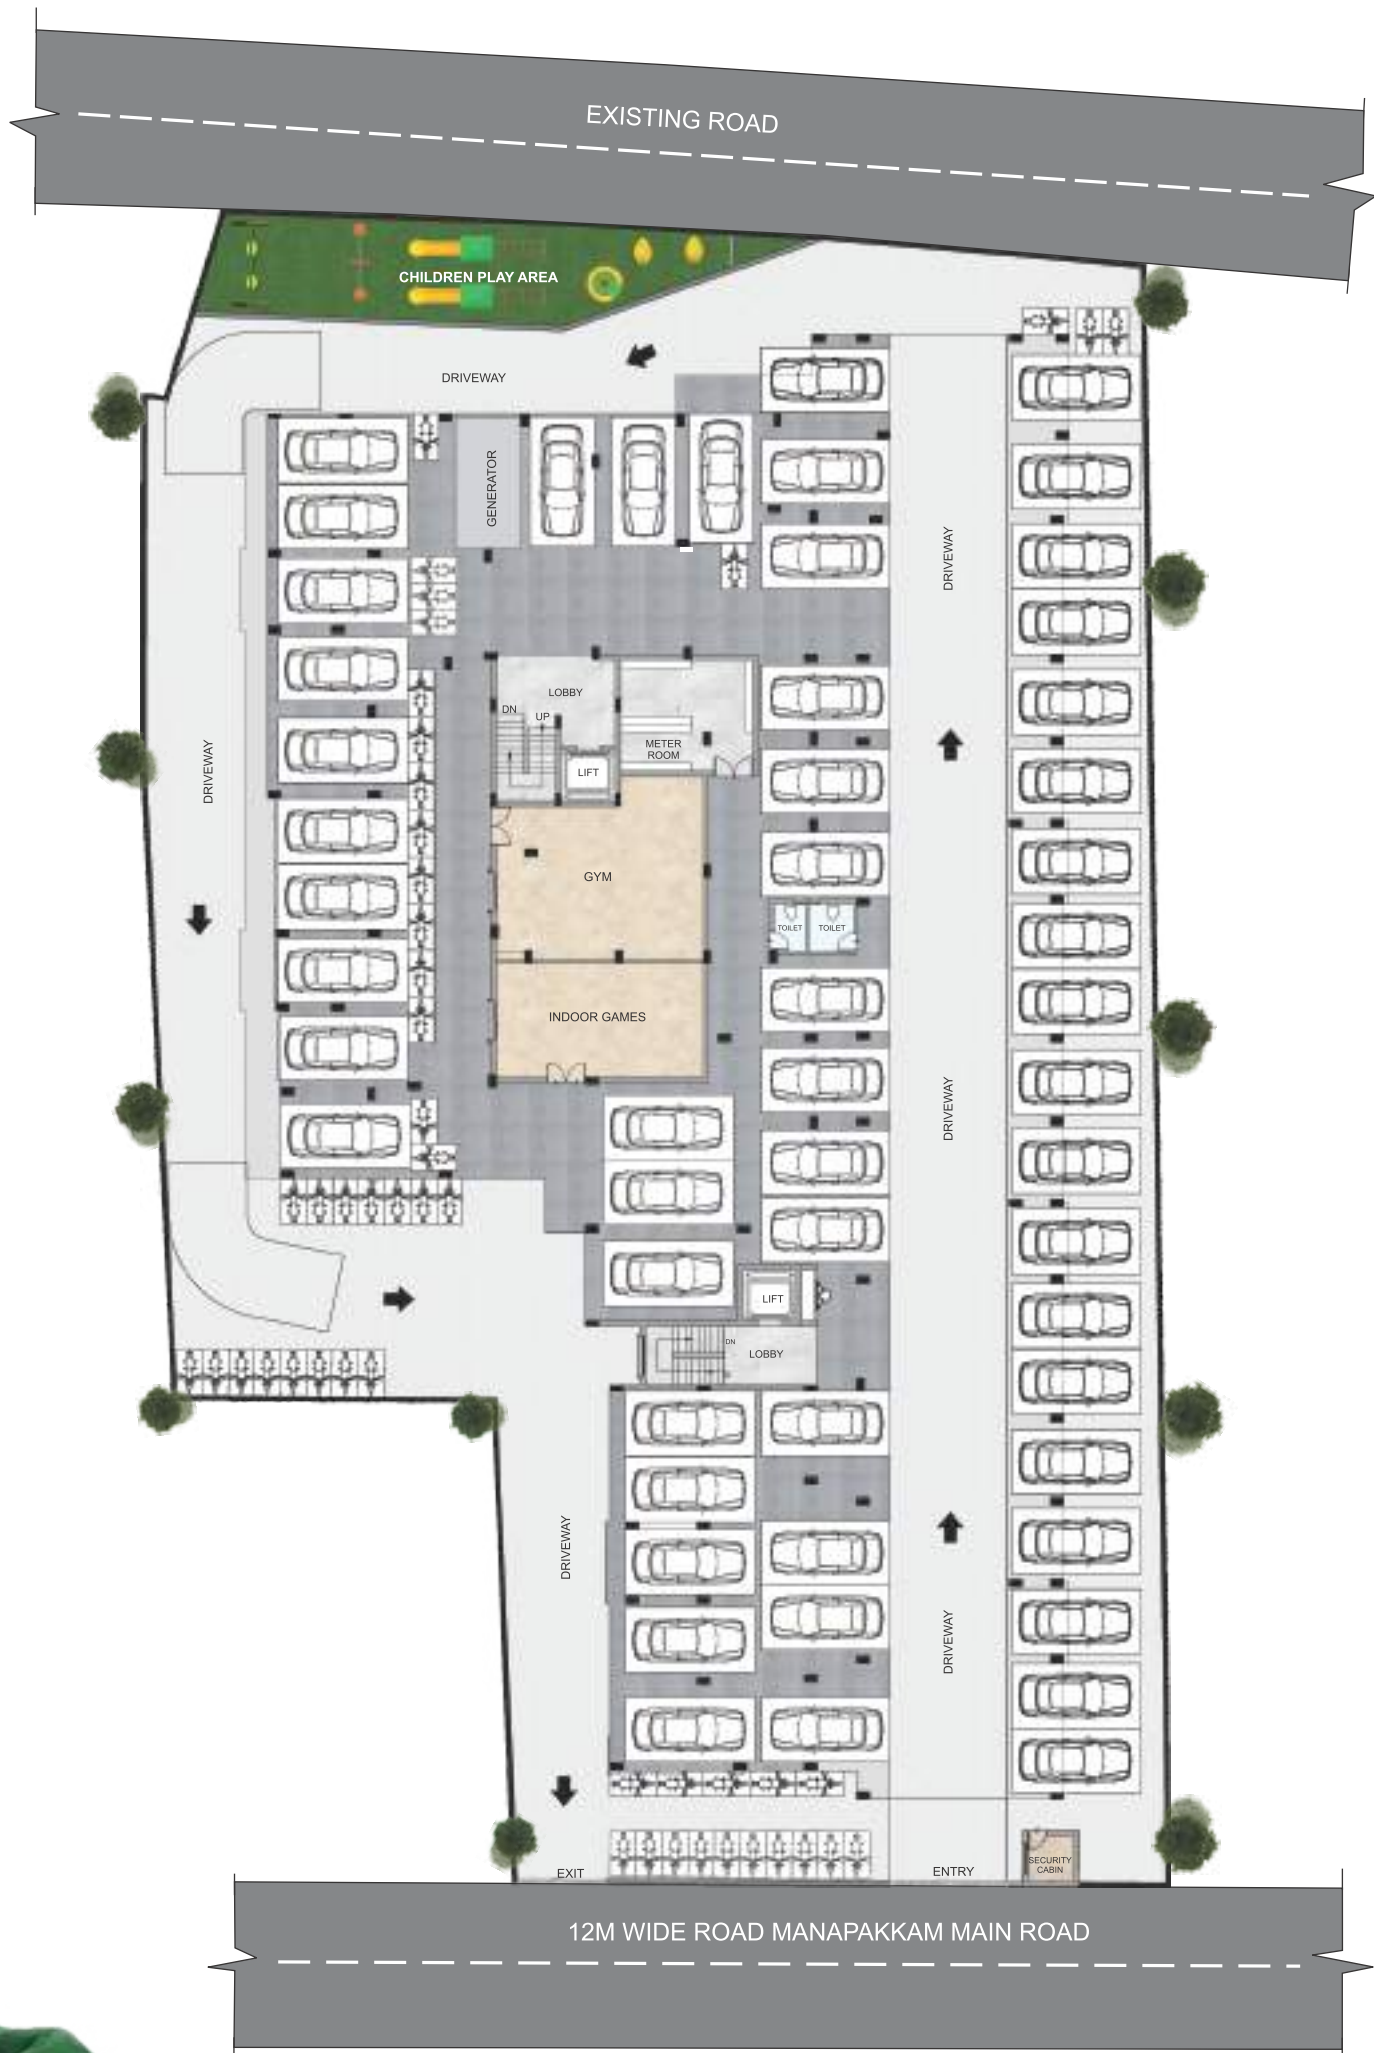 EXISTING ROAD
CHILDREN PLAY AREA
DRIVEWAY
GENERATOR
DRIVEWAY
LOBBY
DN
UP
METER
ROOM
LIFT
DRIVEWAY
GYM
TOILET
TOILET
INDOOR GAMES
DRIVEWAY
LIFT
DN
LOBBY
DRIVEWAY
DRIVEWAY
SECURITY
CABIN
EXIT
ENTRY
12M WIDE ROAD MANAPAKKAM MAIN ROAD